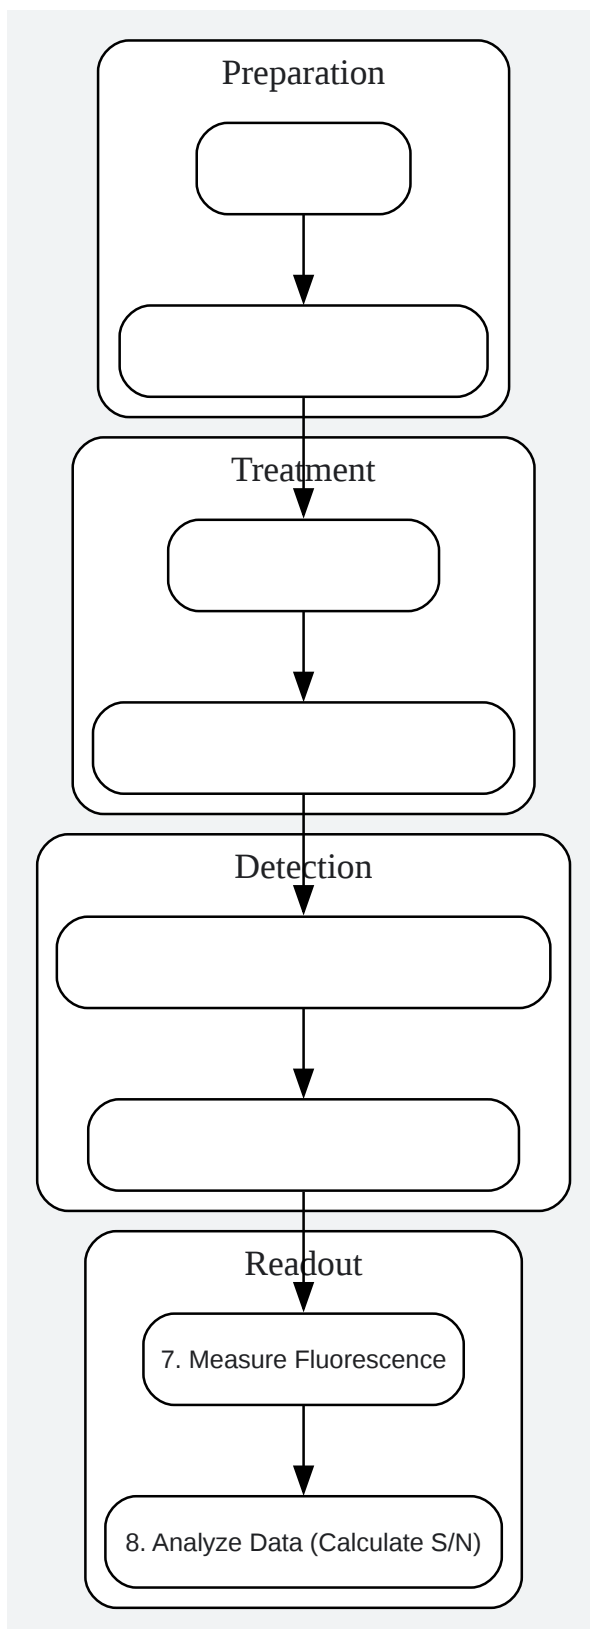 Preparation
Treatment
Detection
Readout
7. Measure Fluorescence
8. Analyze Data (Calculate S/N)